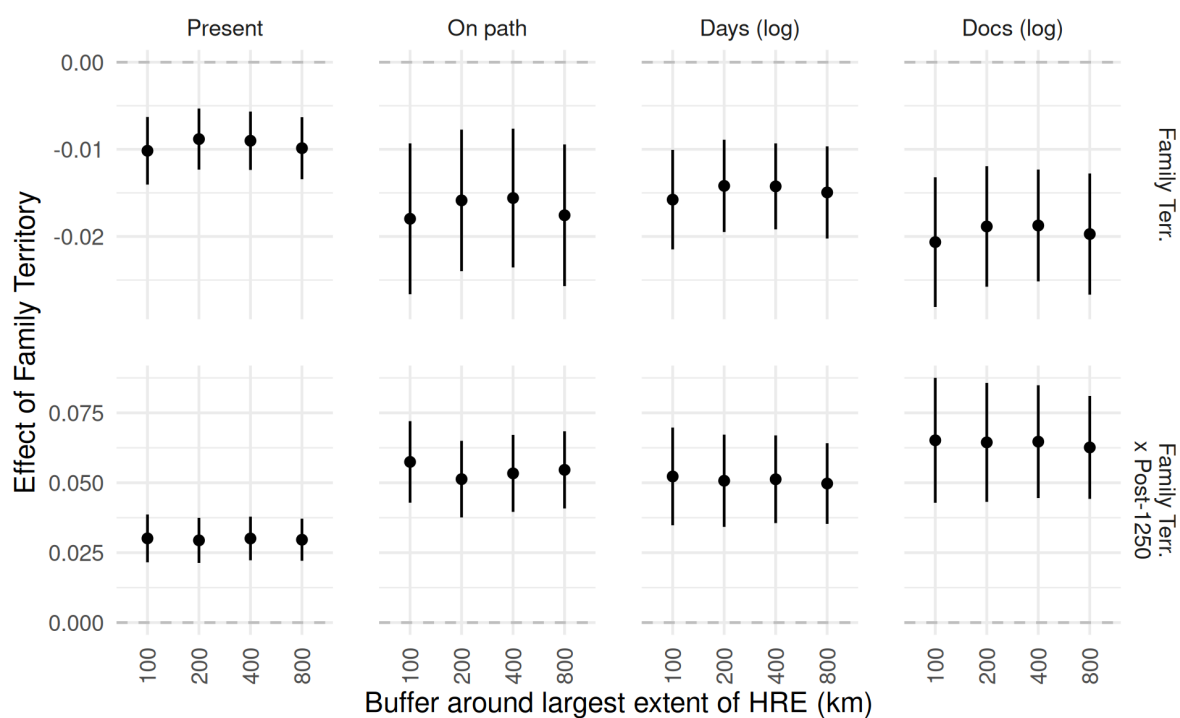 Present On path Days (log) Docs (log)
Effect of Family Territory
0.00
-0.01
-0.02
Family Terr.
0.075
0.050
0.025
0.000
Family Terr.
x Post-1250
100 200 400 800 100 200 400 800 100 200 400 800 100 200 400 800
Buffer around largest extent of HRE (km)